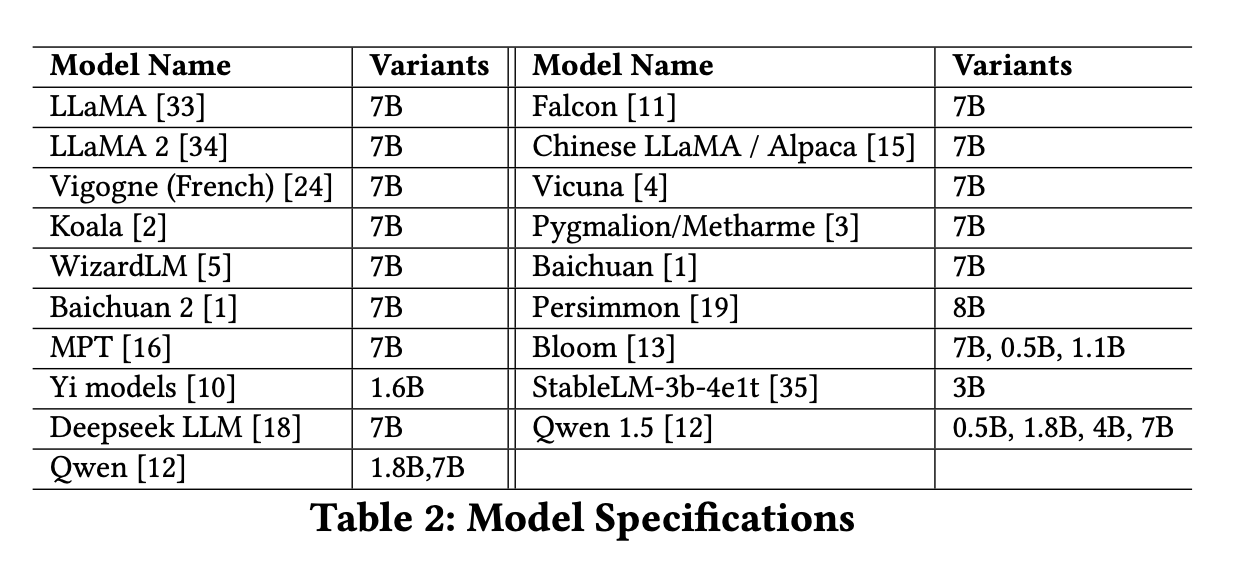 Model Name Variants Model Name Variants
LLaMA [33] 7B Falcon [11] 7B
LLaMA 2 [34] 7B Chinese LLaMA / Alpaca [15] 7B
Vigogne (French) [24] 7B Vicuna [4] 7B
Koala [2] 7B Pygmalion/Metharme [3] 7B
WizardLM [5] 7B Baichuan [1] 7B
Baichuan 2 [1] 7B Persimmon [19] 8B
MPT [16] 7B Bloom [13] 7B, 0.5B, 1.1B
Yi models [10] 1.6B StableLM-3b-4e1t [35] 3B
Deepseek LLM [18] 7B Qwen 1.5 [12] 0.5B, 1.8B, 4B, 7B
Qwen [12] 1.8B,7B
Table 2: Model Specifications